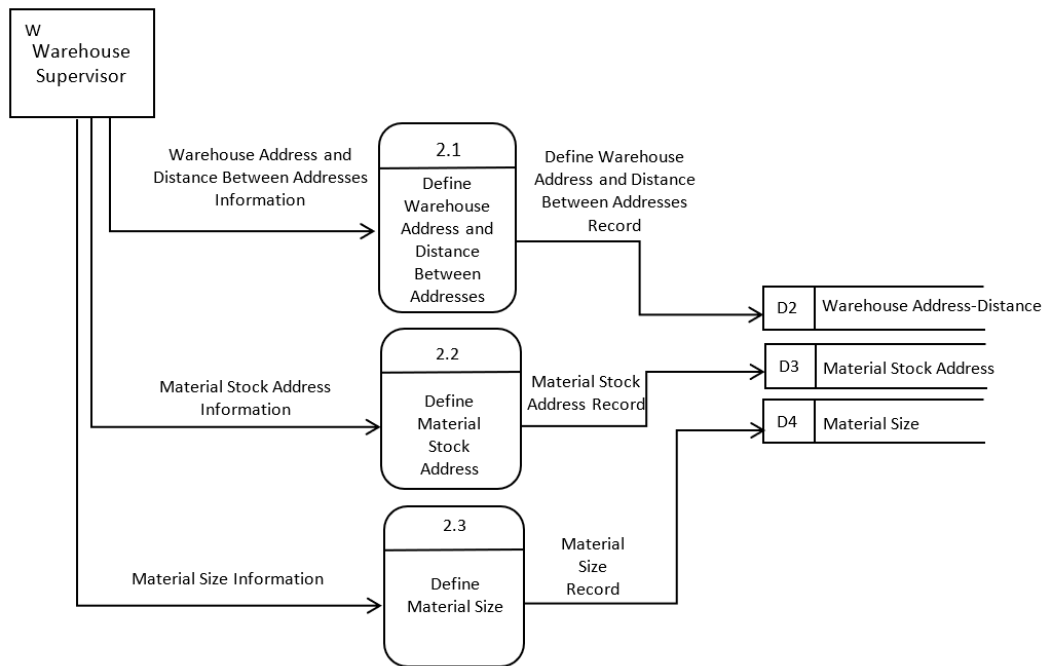 W
Warehouse
Supervisor
Warehouse Address and
Distance Between Addresses
Information
2.1
Define
Warehouse
Address and
Distance
Between
Addresses
Define Warehouse
Address and Distance
Between Addresses
Record
D2
Warehouse Address-Distance
Material Stock Address
Information
2.2
Define
Material
Stock
Address
Material Stock
Address Record
D3
Material Stock Address
D4
Material Size
Material Size Information
2.3
Define
Material Size
Material
Size
Record